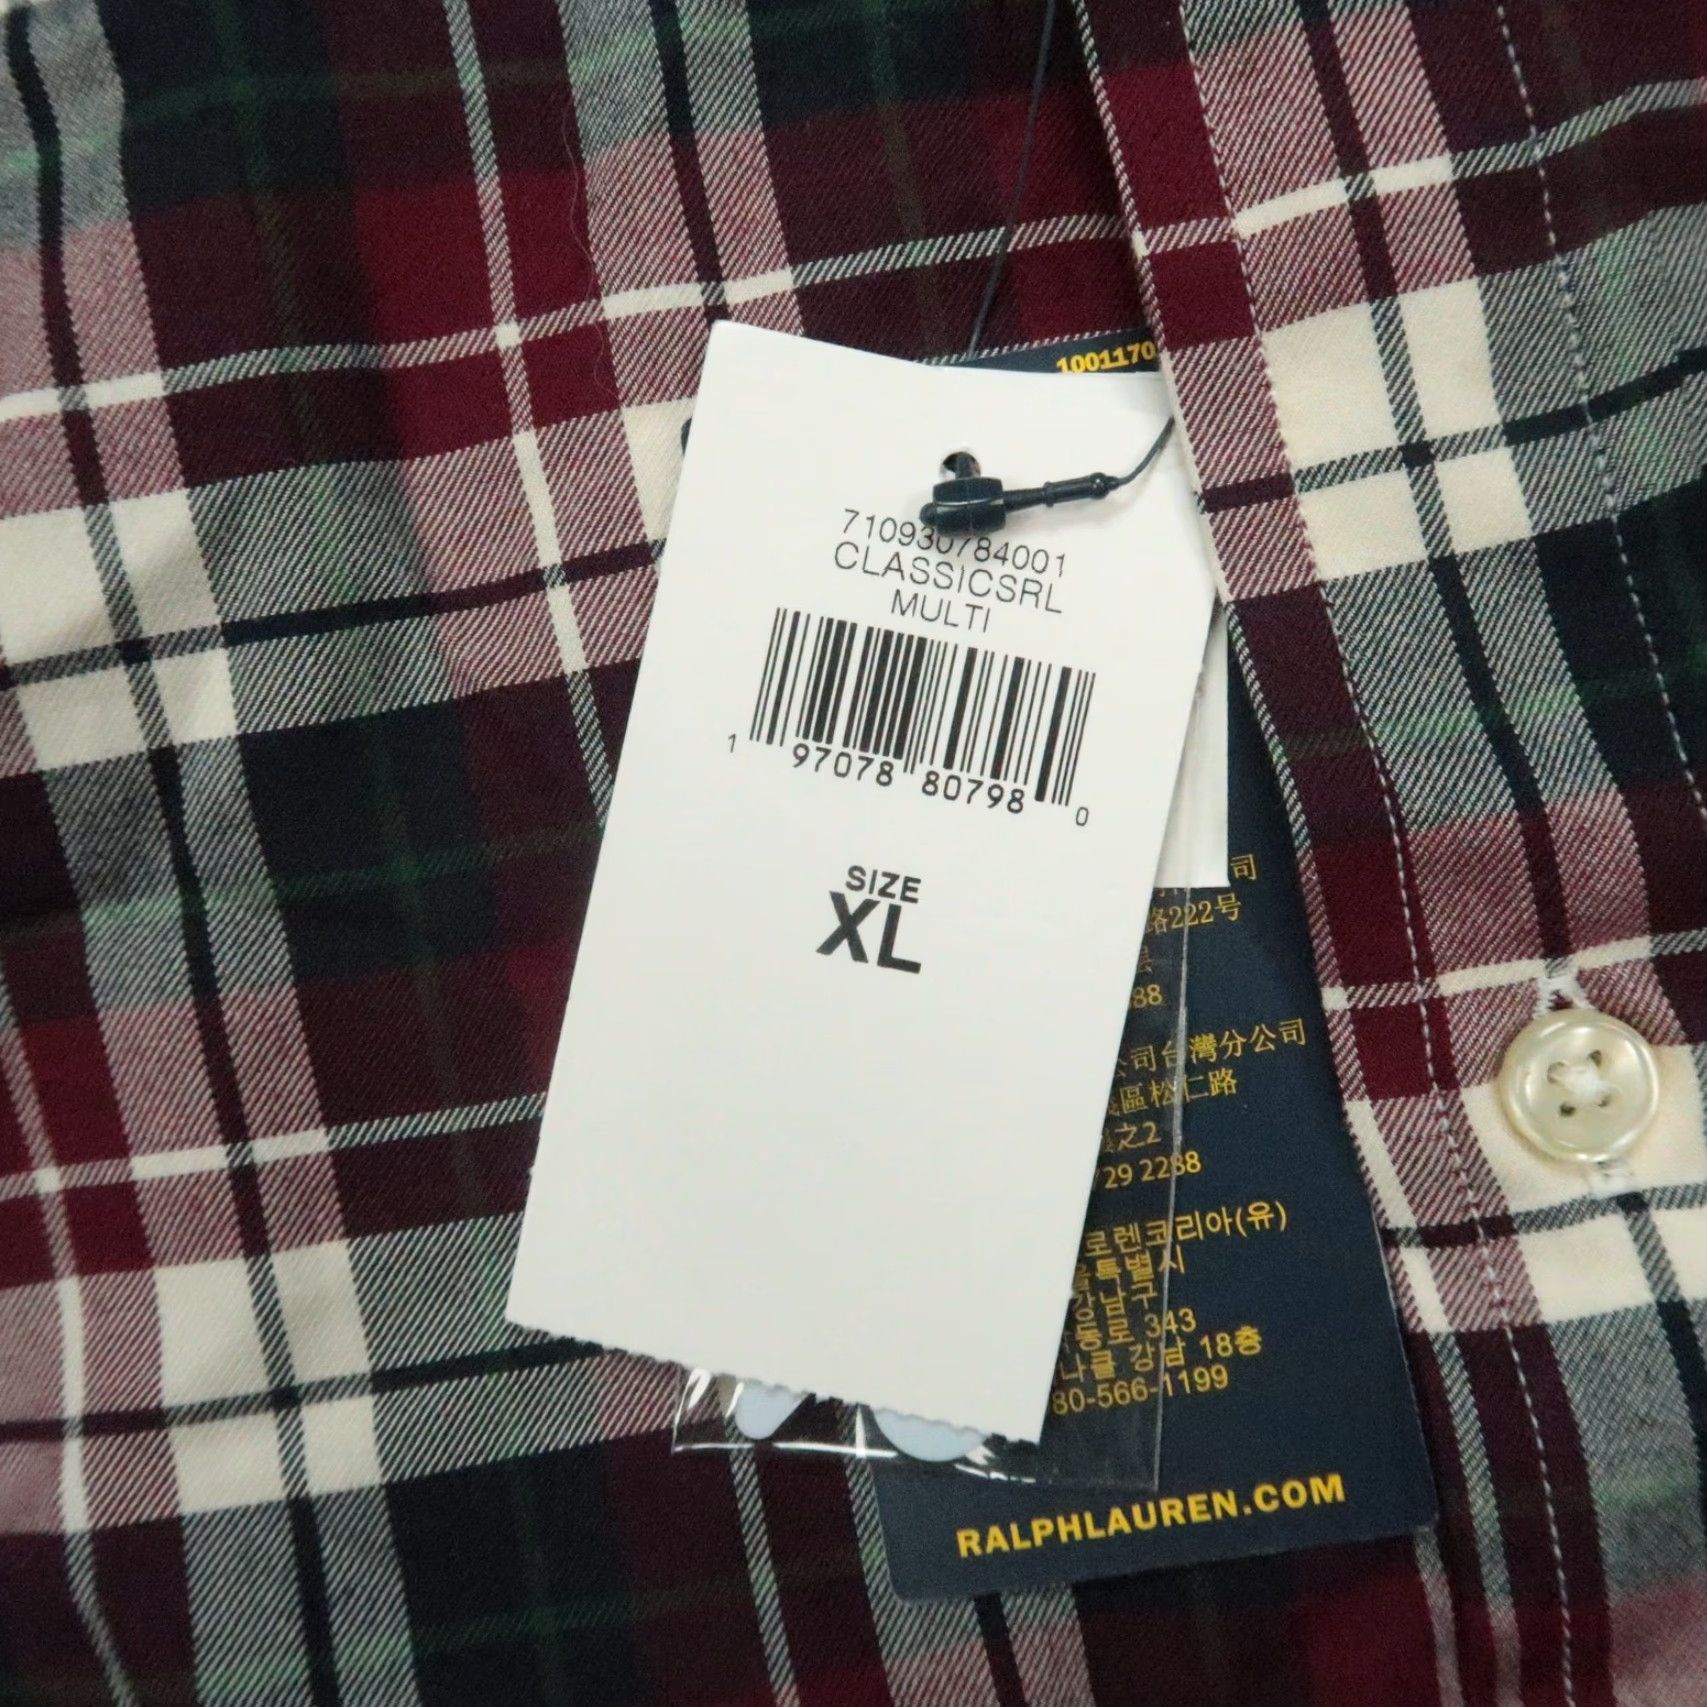 1001170
710930784001
CLASSICSRL
MULTI
1 97078 80798 0
SIZE
XL
司
路222号
层
88
公司台灣分公司
義區松仁路
之2
729 2288
로렌코리아(유)
특별시
강남구
동로 343
강남 18층
80-566-1199
RALPHLAUREN.COM